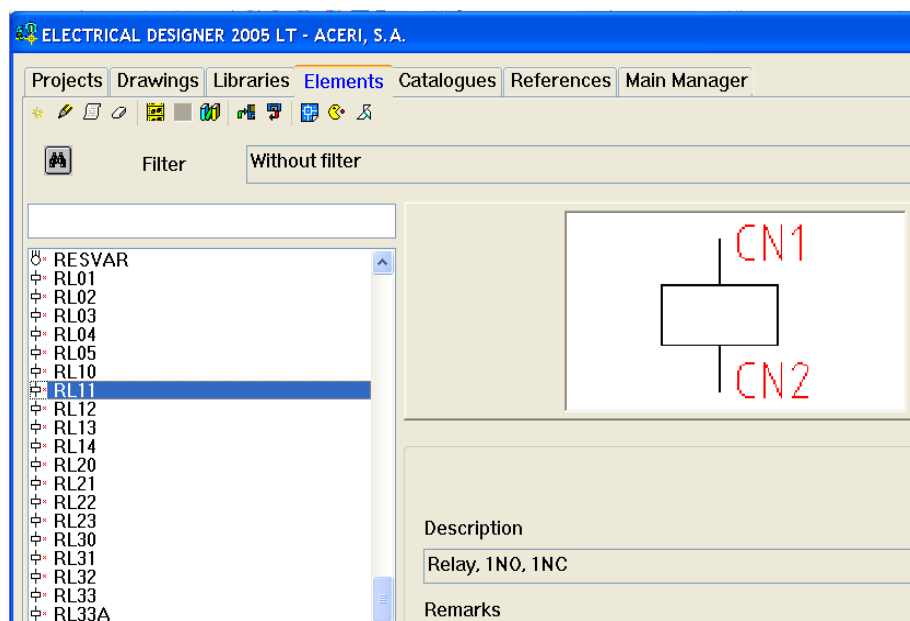 ELECTRICAL DESIGNER 2005 LT - ACERI, S.A.
Projects Drawings Libraries Elements Catalogues References Main Manager
Filter Without filter
RESVAR
RL01
RL02
RL03
RL04
RL05
RL10
RL11
RL12
RL13
RL14
RL20
RL21
RL22
RL23
RL30
RL31
RL32
RL33
RL33A
CN1
CN2
Description
Relay, 1NO, 1NC
Remarks